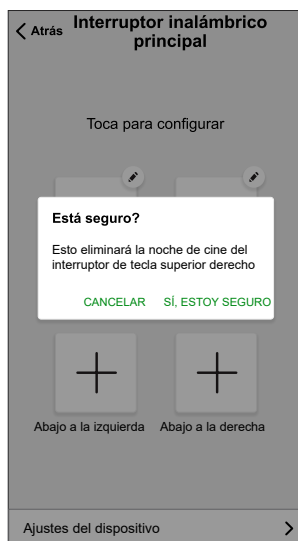 Atrás
Interruptor inalámbrico
principal
Toca para configurar
Está seguro?
Esto eliminará la noche de cine del
interruptor de tecla superior derecho
CANCELAR SÍ, ESTOY SEGURO
Abajo a la izquierda Abajo a la derecha
Ajustes del dispositivo